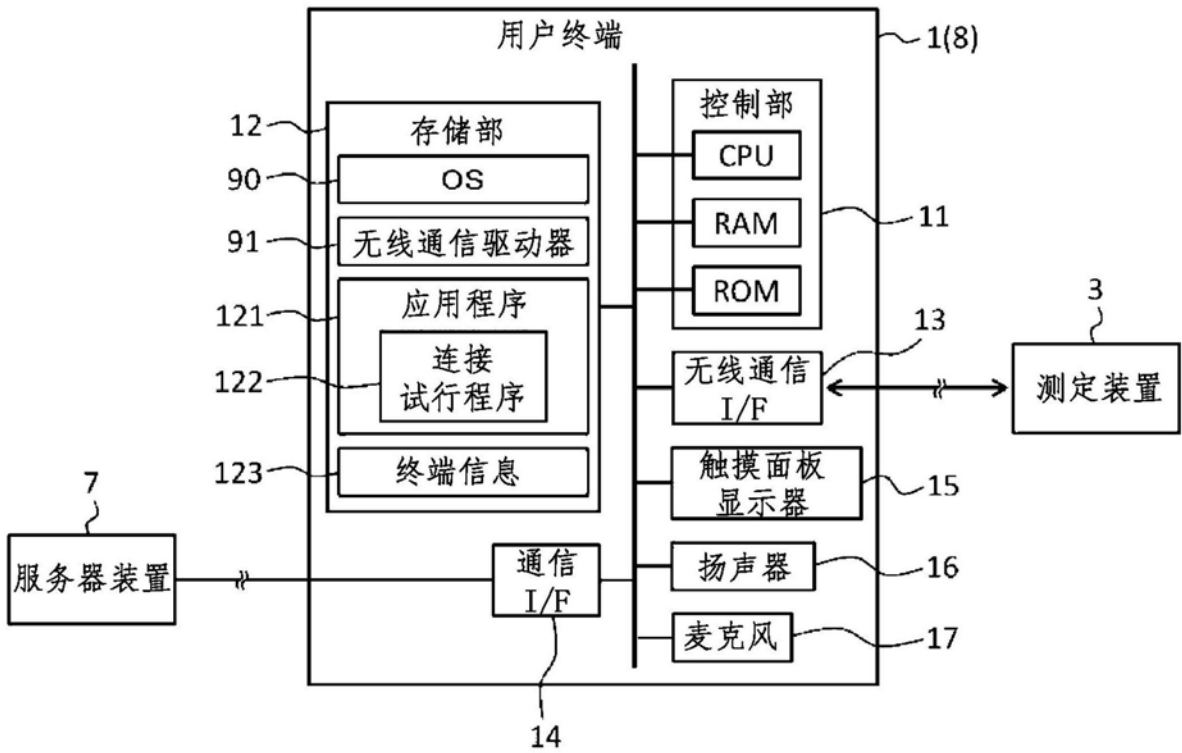 用户终端
1(8)
12
存储部
90
OS
91
无线通信驱动器
121
应用程序
122
连接
试行程序
123
终端信息
控制部
CPU
RAM
ROM
11
13
无线通信
I/F
3
测定装置
触摸面板
显示器
15
7
服务器装置
通信
I/F
14
扬声器
16
麦克风
17